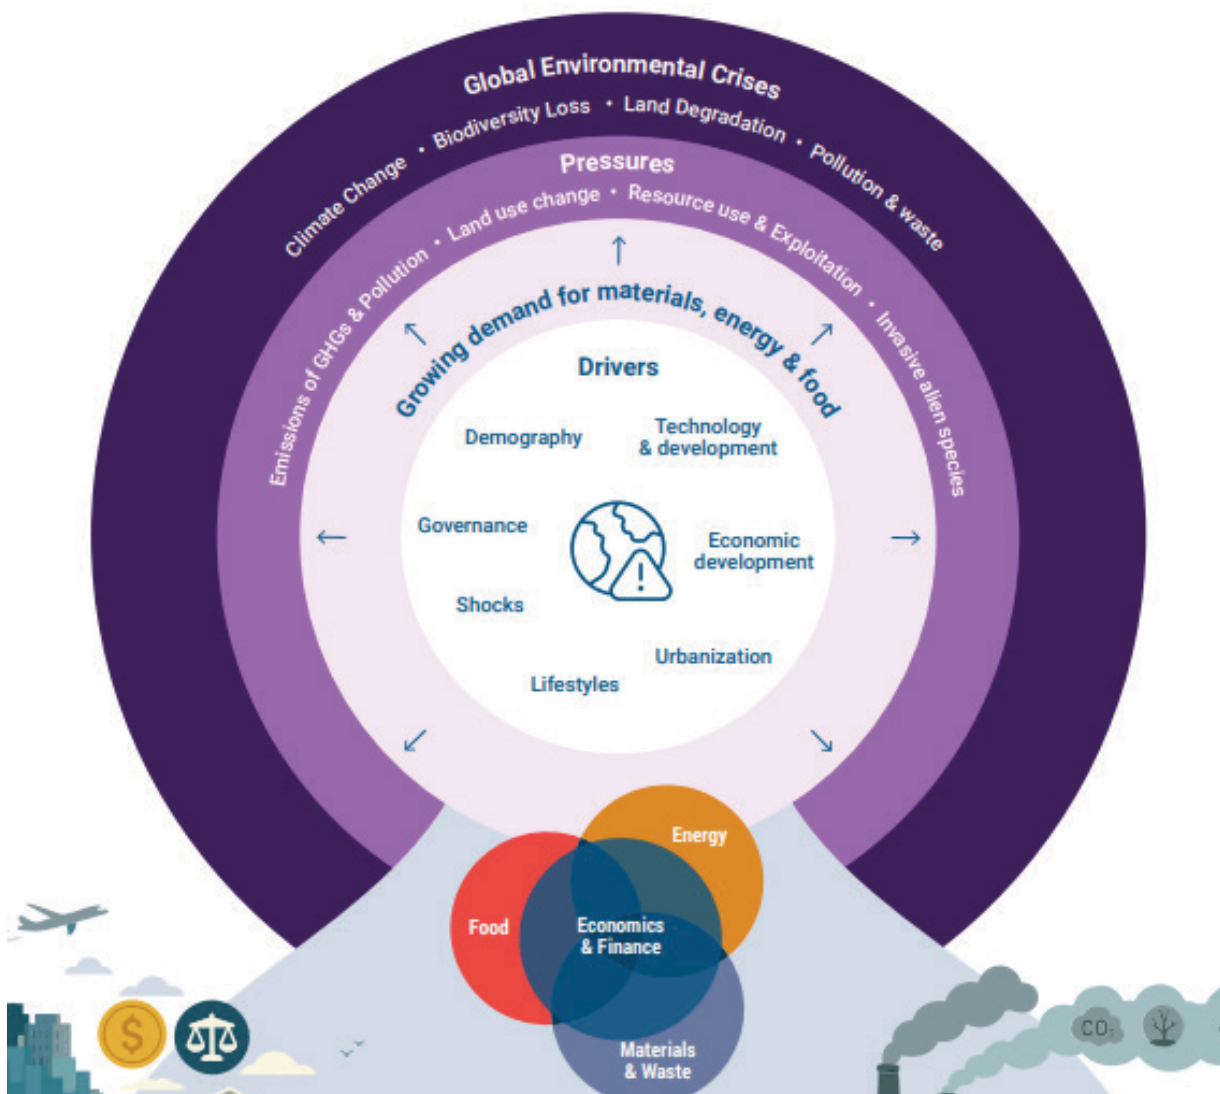 Global Environmental Crises
Climate Change • Biodiversity Loss • Land Degradation • Pollution & waste
Pressures
Emissions of GHGs & Pollution • Land use change • Resource use & Exploitation • Invasive alien species
Growing demand for materials, energy & food
Drivers
Demography
Technology
& development
Governance
Economic
development
Shocks
Urbanization
Lifestyles
Energy
Food
Economics
& Finance
Materials
& Waste
$
CO₂